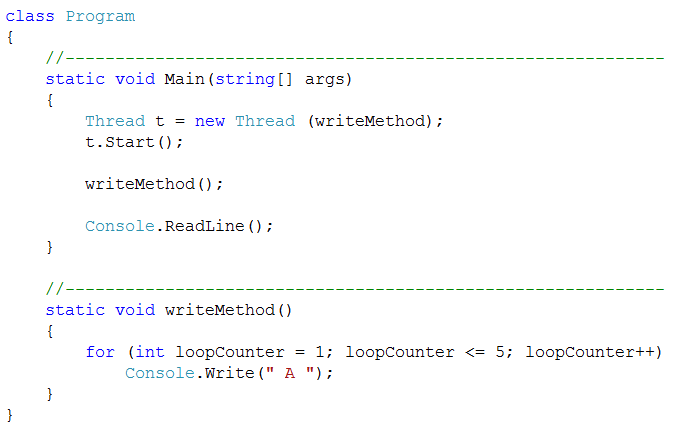 class Program
{
    //------------------------------------------------------------
    static void Main(string[] args)
    {
        Thread t = new Thread (writeMethod);
        t.Start();

        writeMethod();

        Console.ReadLine();
    }

    //------------------------------------------------------------
    static void writeMethod()
    {
        for (int loopCounter = 1; loopCounter <= 5; loopCounter++)
            Console.Write(" A ");
    }
}